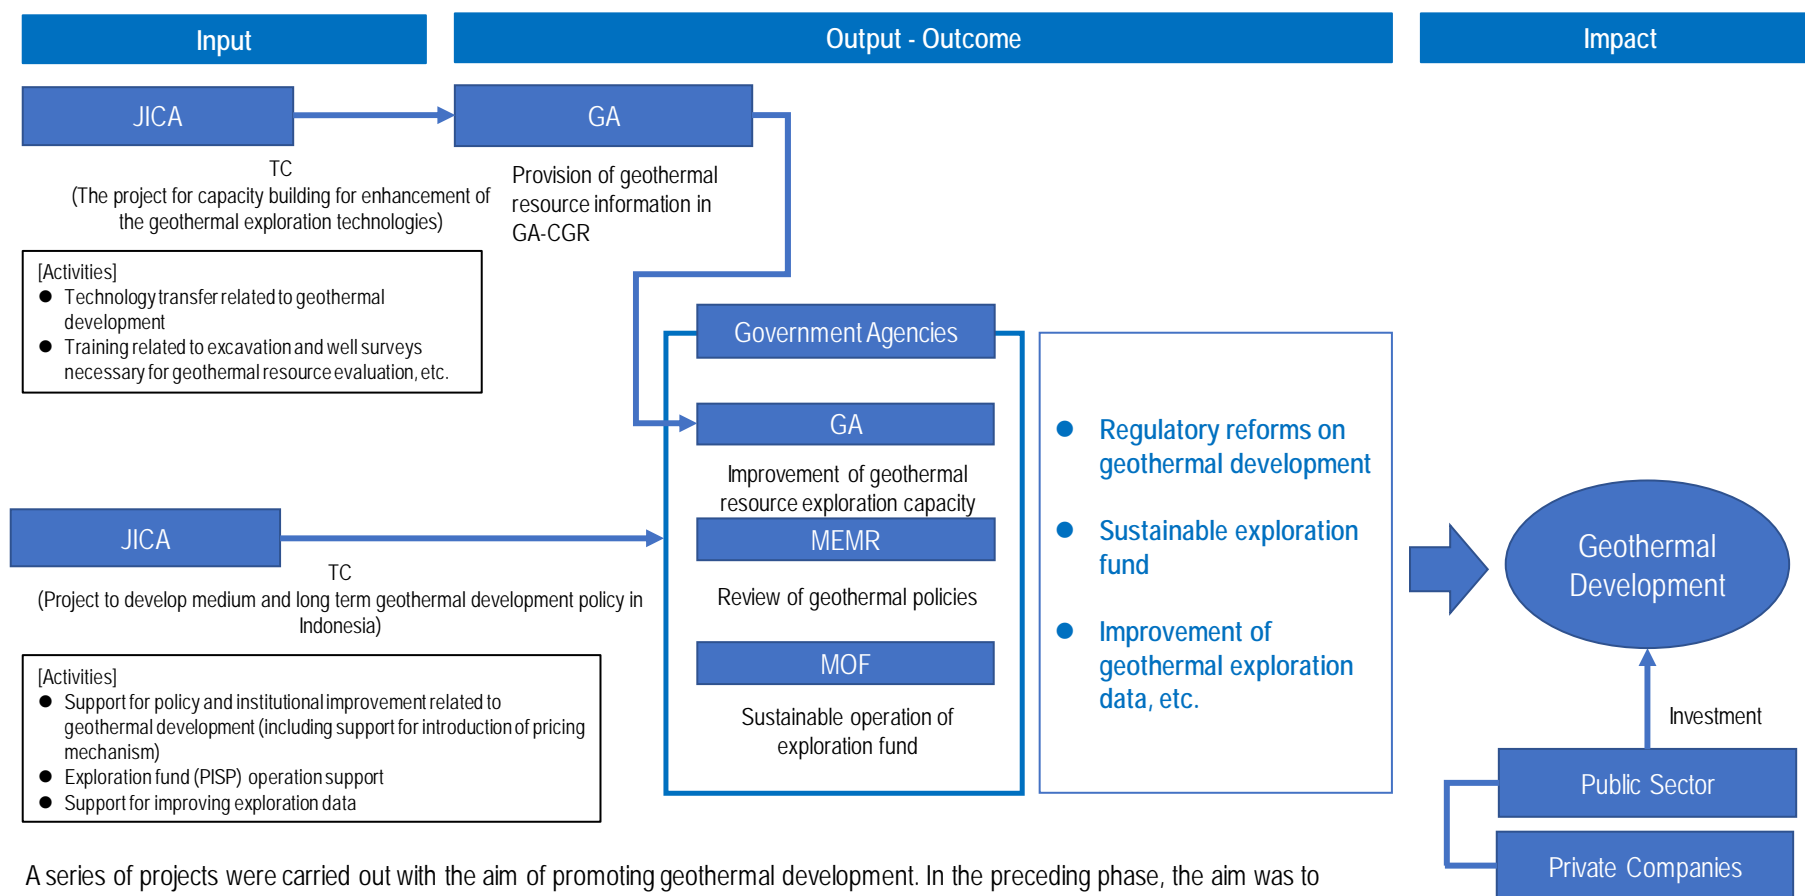 Input
Output - Outcome
Impact
JICA
GA
TC
(The project for capacity building for enhancement of
the geothermal exploration technologies)
Provision of geothermal
resource information in
GA-CGR
[Activities]
● Technology transfer related to geothermal
development
● Training related to excavation and well surveys
necessary for geothermal resource evaluation, etc.
Government Agencies
GA
Improvement of geothermal
resource exploration capacity
MEMR
Review of geothermal policies
MOF
Sustainable operation of
exploration fund
JICA
TC
(Project to develop medium and long term geothermal development policy in
Indonesia)
[Activities]
● Support for policy and institutional improvement related to
geothermal development (including support for introduction of pricing
mechanism)
● Exploration fund (PISP) operation support
● Support for improving exploration data
● Regulatory reforms on
geothermal development
● Sustainable exploration
fund
● Improvement of
geothermal exploration
data, etc.
Geothermal
Development
Investment
Public Sector
Private Companies
A series of projects were carried out with the aim of promoting geothermal development. In the preceding phase, the aim was to